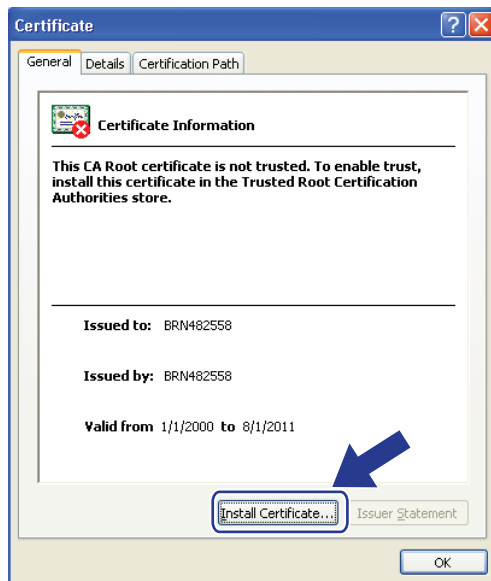 Certificate
General Details Certification Path
Certificate Information
This CA Root certificate is not trusted. To enable trust,
install this certificate in the Trusted Root Certification
Authorities store.
Issued to: BRN482558
Issued by: BRN482558
Valid from 1/1/2000 to 8/1/2011
Install Certificate... Issuer Statement
OK